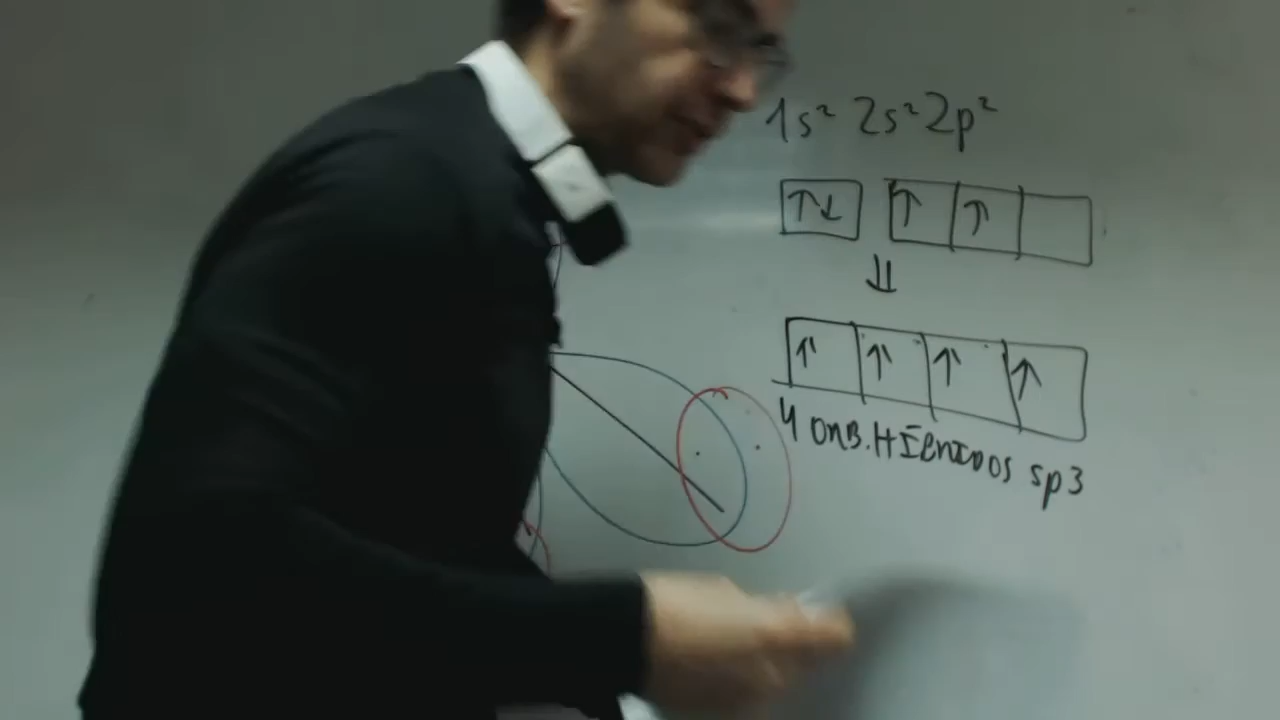 1s² 2s² 2p²
↑↓ ↑ ↑
⇓
↑ ↑ ↑ ↑
4 ORB. HÍBRIDOS sp3